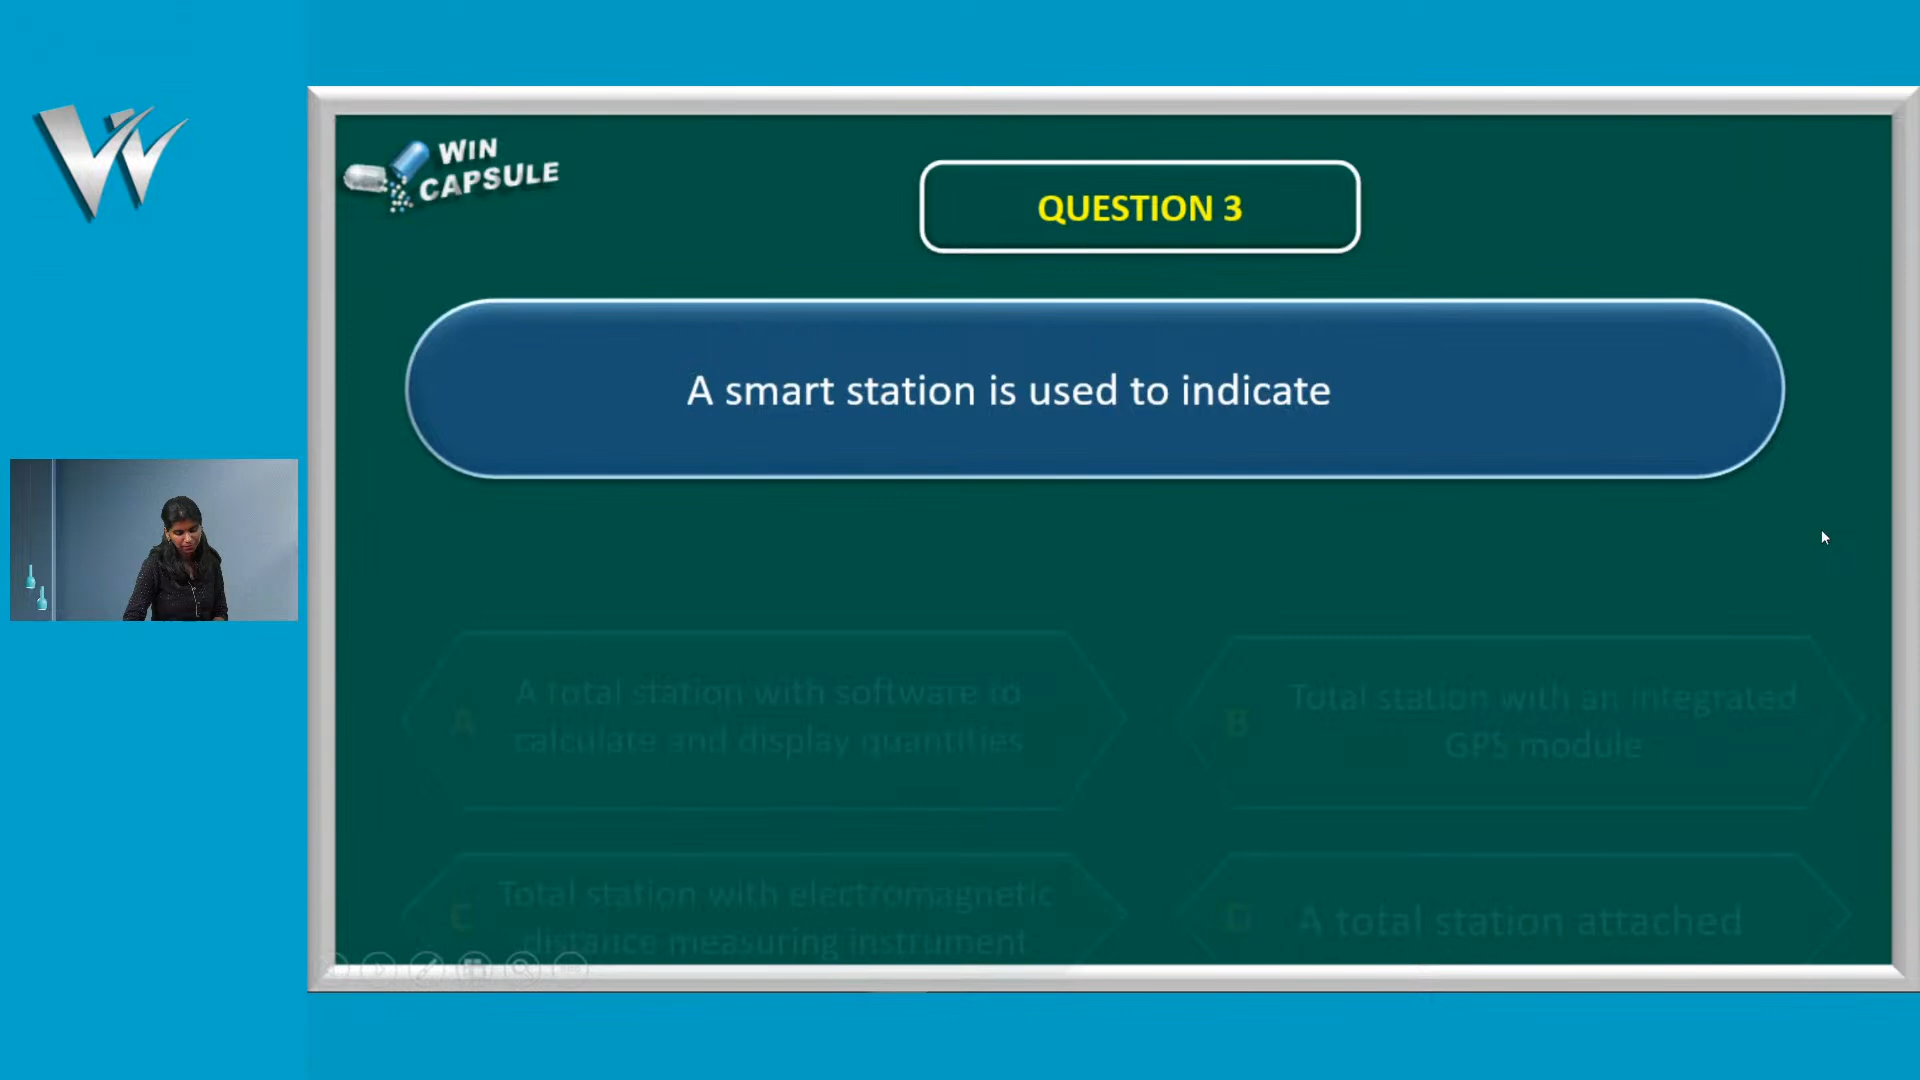 WIN
CAPSULE
QUESTION 3
A smart station is used to indicate
A
A total station with software to
calculate and display quantities
B
Total station with an integrated
GPS module
C
Total station with electromagnetic
distance measuring instrument
D
A total station attached